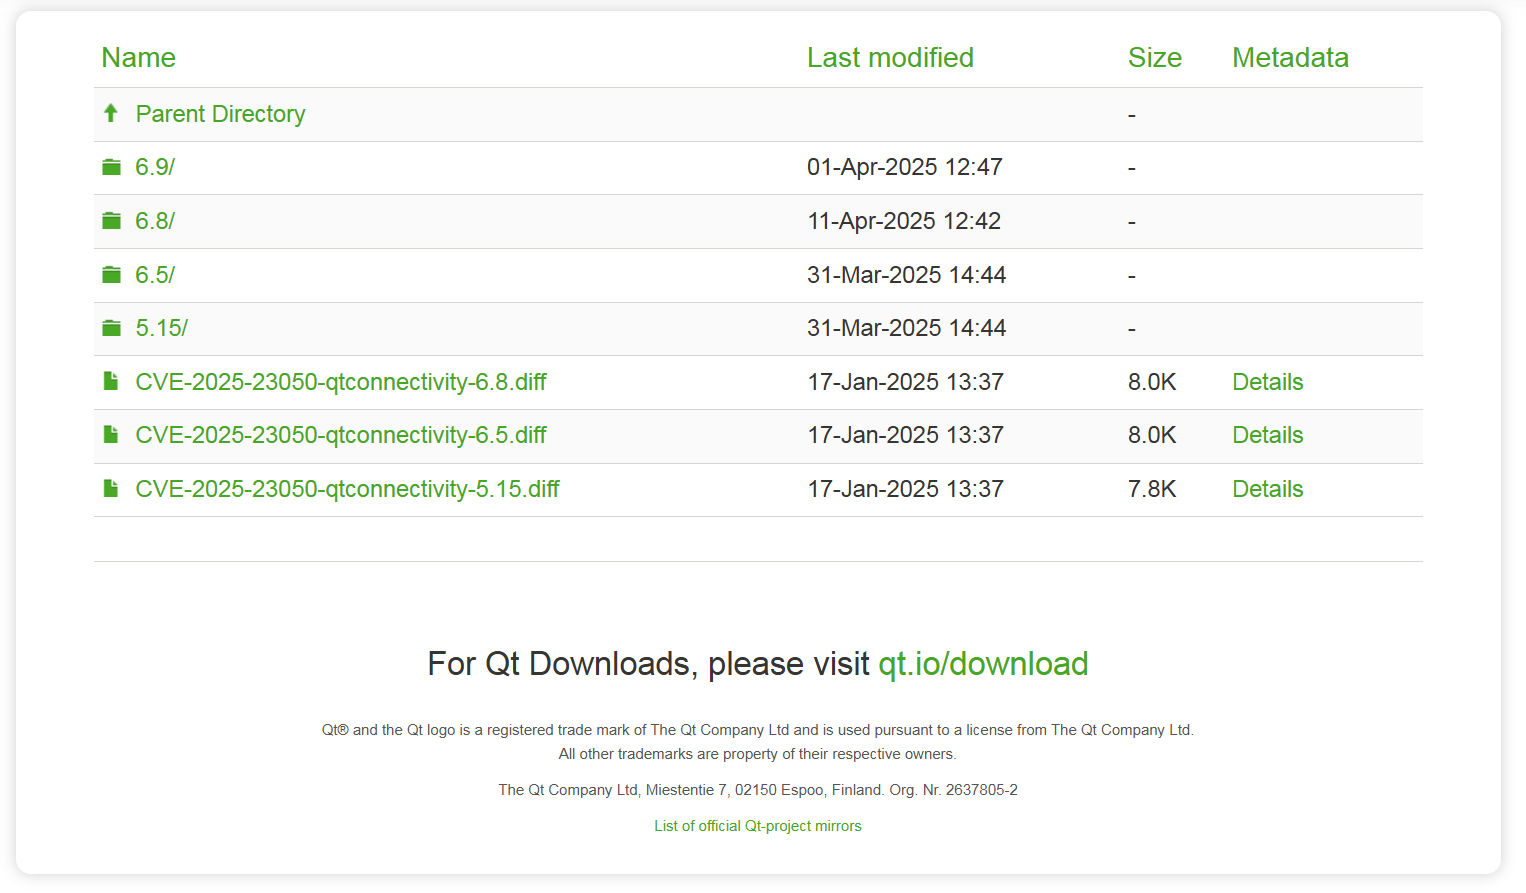 Name Last modified Size Metadata
Parent Directory -
6.9/ 01-Apr-2025 12:47 -
6.8/ 11-Apr-2025 12:42 -
6.5/ 31-Mar-2025 14:44 -
5.15/ 31-Mar-2025 14:44 -
CVE-2025-23050-qtconnectivity-6.8.diff 17-Jan-2025 13:37 8.0K Details
CVE-2025-23050-qtconnectivity-6.5.diff 17-Jan-2025 13:37 8.0K Details
CVE-2025-23050-qtconnectivity-5.15.diff 17-Jan-2025 13:37 7.8K Details
For Qt Downloads, please visit qt.io/download
Qt® and the Qt logo is a registered trade mark of The Qt Company Ltd and is used pursuant to a license from The Qt Company Ltd.
All other trademarks are property of their respective owners.
The Qt Company Ltd, Miestentie 7, 02150 Espoo, Finland. Org. Nr. 2637805-2
List of official Qt-project mirrors